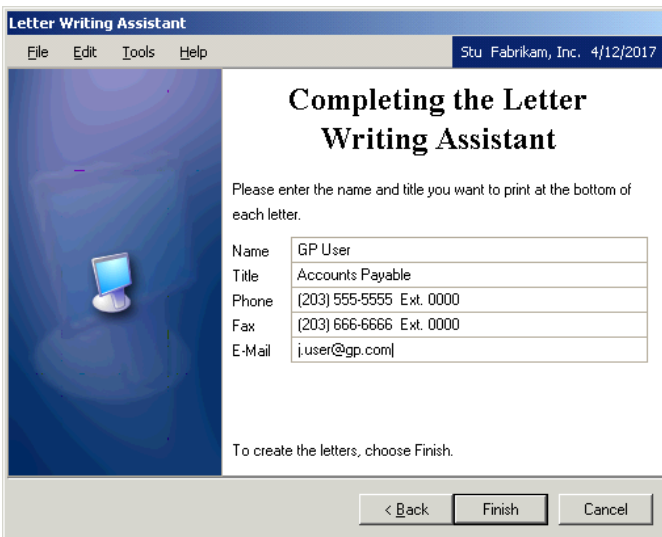 Letter Writing Assistant
File Edit Tools Help Stu Fabrikam, Inc. 4/12/2017
Completing the Letter
Writing Assistant
Please enter the name and title you want to print at the bottom of
each letter.
Name GP User
Title Accounts Payable
Phone (203) 555-5555 Ext. 0000
Fax (203) 666-6666 Ext. 0000
E-Mail j.user@gp.com
To create the letters, choose Finish.
< Back Finish Cancel